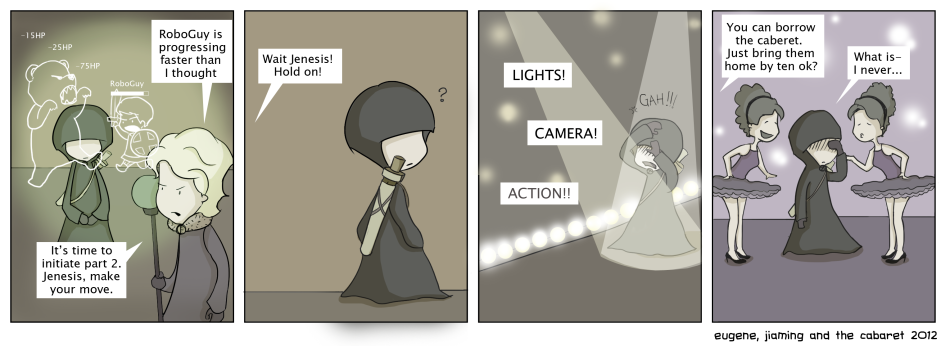 -15HP
-25HP
-75HP
RoboGuy
RoboGuy is
progressing
faster than
I thought
It's time to
initiate part 2.
Jenesis, make
your move.
Wait Jenesis!
Hold on!
?
LIGHTS!
CAMERA!
ACTION!!
GAH!!!
You can borrow
the caberet.
Just bring them
home by ten ok?
What is-
I never...
eugene, jiaming and the cabaret 2012